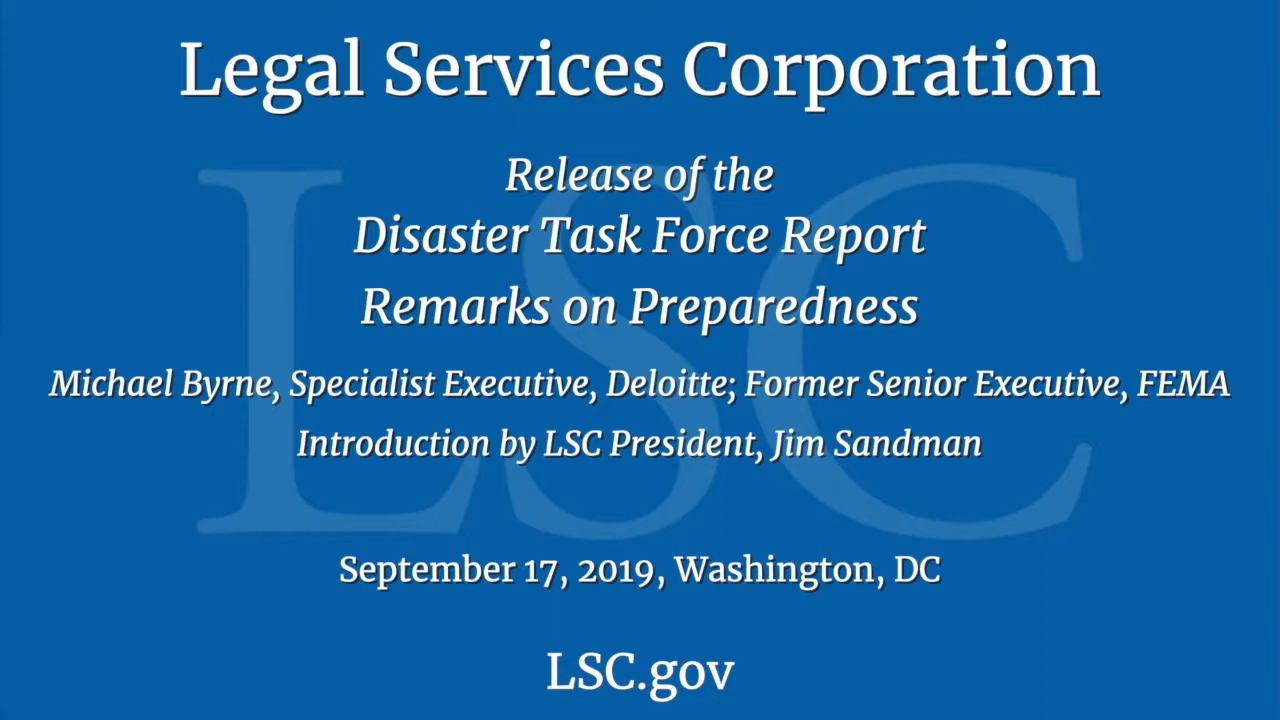 Legal Services Corporation
LSC
Release of the
Disaster Task Force Report
Remarks on Preparedness
Michael Byrne, Specialist Executive, Deloitte; Former Senior Executive, FEMA
Introduction by LSC President, Jim Sandman
September 17, 2019, Washington, DC
LSC.gov